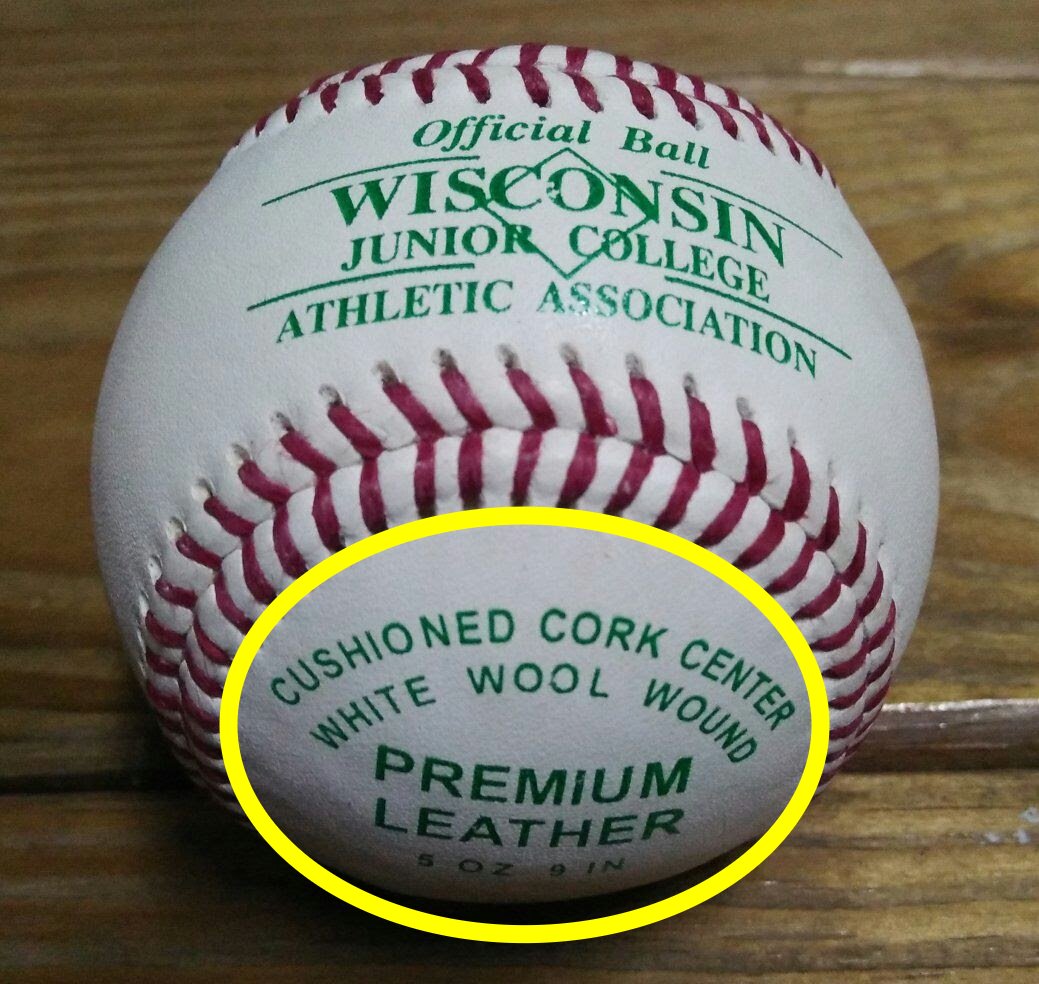 Official Ball
WISCONSIN
JUNIOR COLLEGE
ATHLETIC ASSOCIATION
CUSHIONED CORK CENTER
WHITE WOOL WOUND
PREMIUM
LEATHER
5 OZ 9 IN